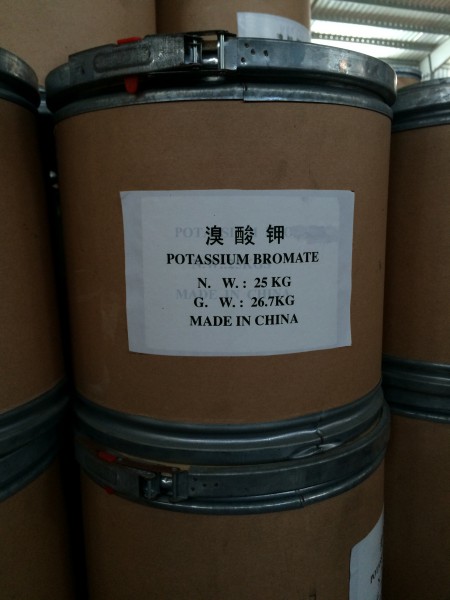 溴酸钾
POTASSIUM BROMATE
N. W.: 25 KG
G. W.: 26.7KG
MADE IN CHINA